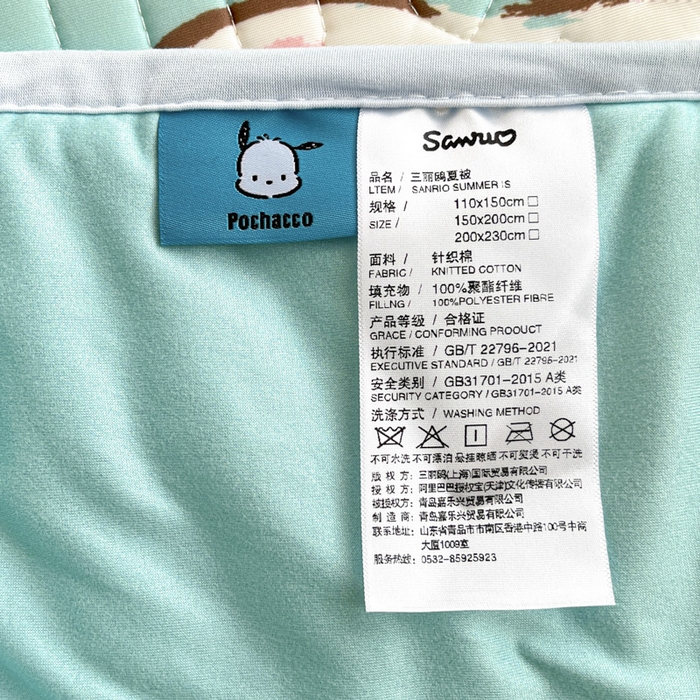 Pochacco
Sanrio
品名 / 三丽鸥夏被
LTEM / SANRIO SUMMER IS
规格 / 110x150cm □
SIZE / 150x200cm □
200x230cm □
面料 / 针织棉
FABRIC / KNITTED COTTON
填充物 / 100%聚酯纤维
FILLNG / 100%POLYESTER FIBRE
产品等级 / 合格证
GRACE / CONFORMING PRODUCT
执行标准 / GB/T 22796-2021
EXECUTIVE STANDARD / GB/T 22796-2021
安全类别 / GB31701-2015 A类
SECURITY CATEGORY / GB31701-2015 A类
洗涤方式 / WASHING METHOD
不可水洗 不可漂泊 悬挂晾晒 不可熨烫 不可干洗
版权方: 三丽鸥(上海)国际贸易有限公司
授权方: 阿里巴巴授权宝(天津)文化传播有限公司
被授权方: 青岛嘉乐兴贸易有限公司
制造商: 青岛嘉乐兴贸易有限公司
联系地址: 山东省青岛市市南区香港中路100号中商
大厦1009室
服务热线: 0532-85925923